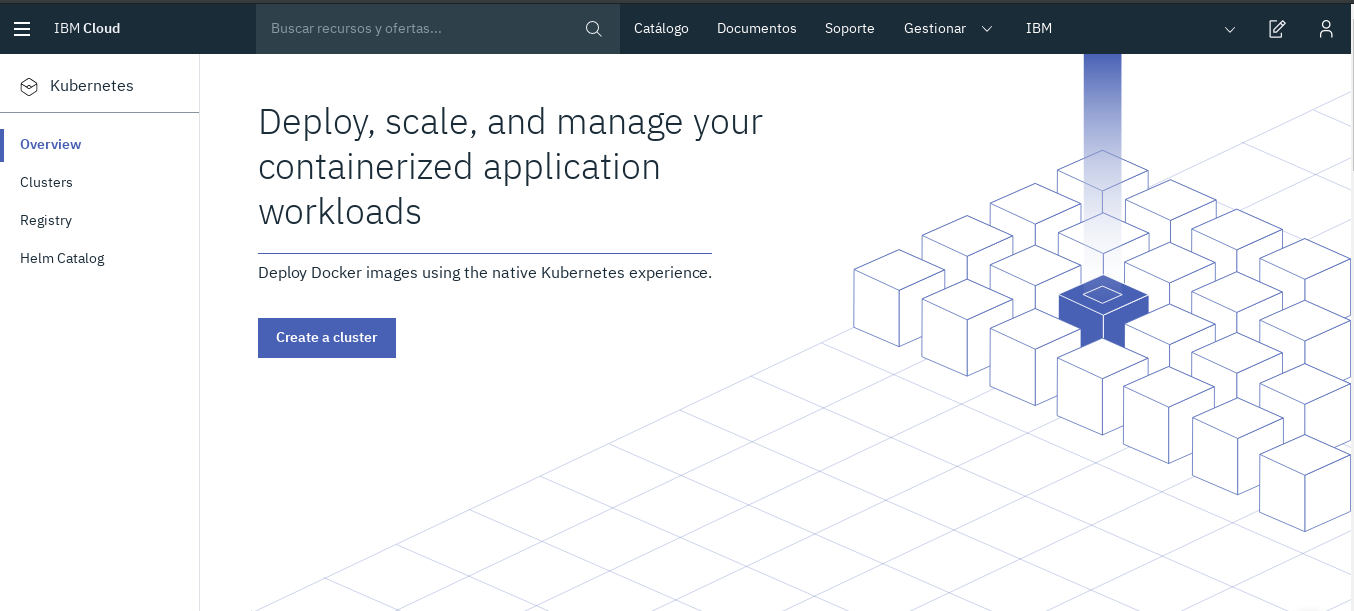 IBM Cloud
Buscar recursos y ofertas...
Catálogo
Documentos
Soporte
Gestionar
IBM
Kubernetes
Overview
Clusters
Registry
Helm Catalog
Deploy, scale, and manage your
containerized application
workloads
Deploy Docker images using the native Kubernetes experience.
Create a cluster